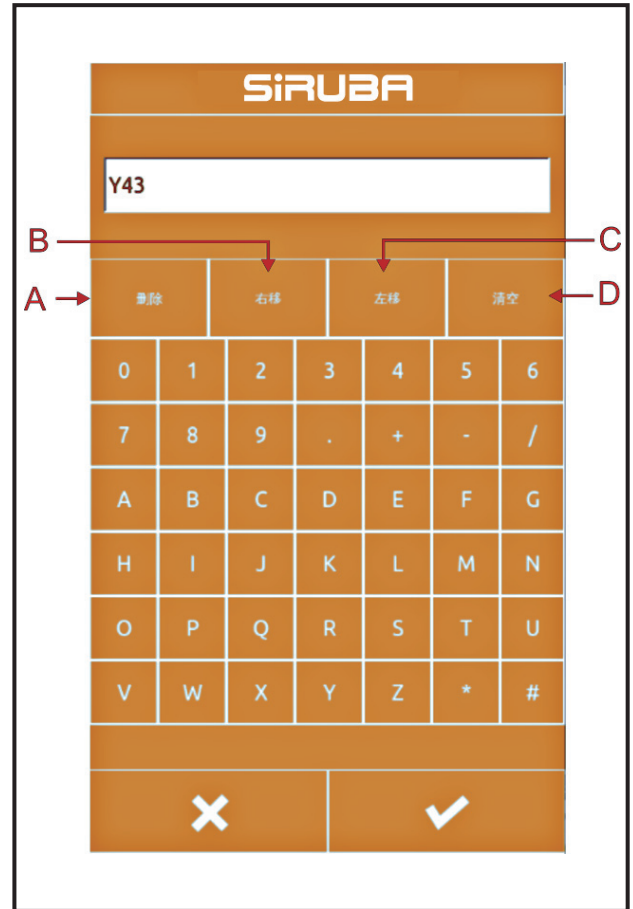 SiRUBA
Y43
B
C
A
D
删除 右移 左移 清空
0 1 2 3 4 5 6
7 8 9 . + - /
A B C D E F G
H I J K L M N
O P Q R S T U
V W X Y Z * #